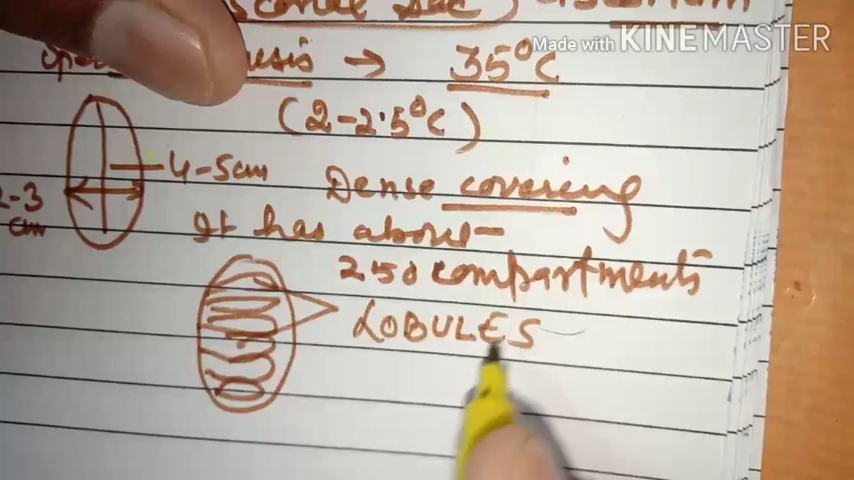 Made with KINEMASTER
→ 35°C
(2-2.5°C)
4-5cm
2-3 cm
Dense covering
It has about-
250 compartments
LOBULES